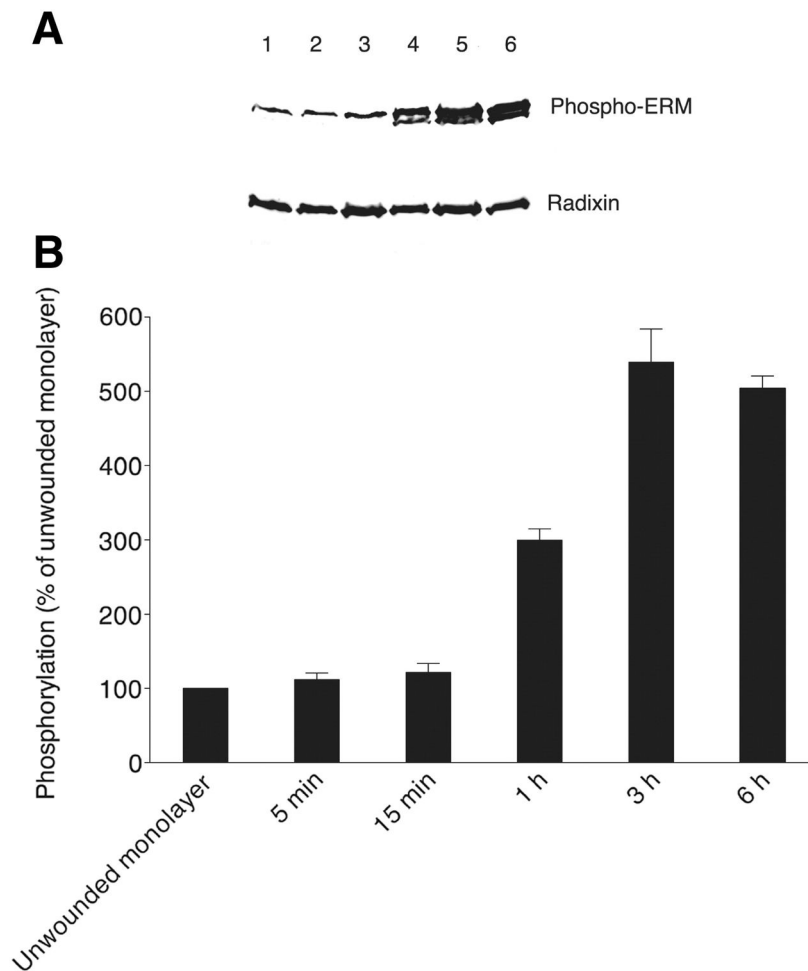 A
1 2 3 4 5 6
Phospho-ERM
Radixin
B
Phosphorylation (% of unwounded monolayer)
600
500
400
300
200
100
0
Unwounded monolayer
5 min
15 min
1 h
3 h
6 h